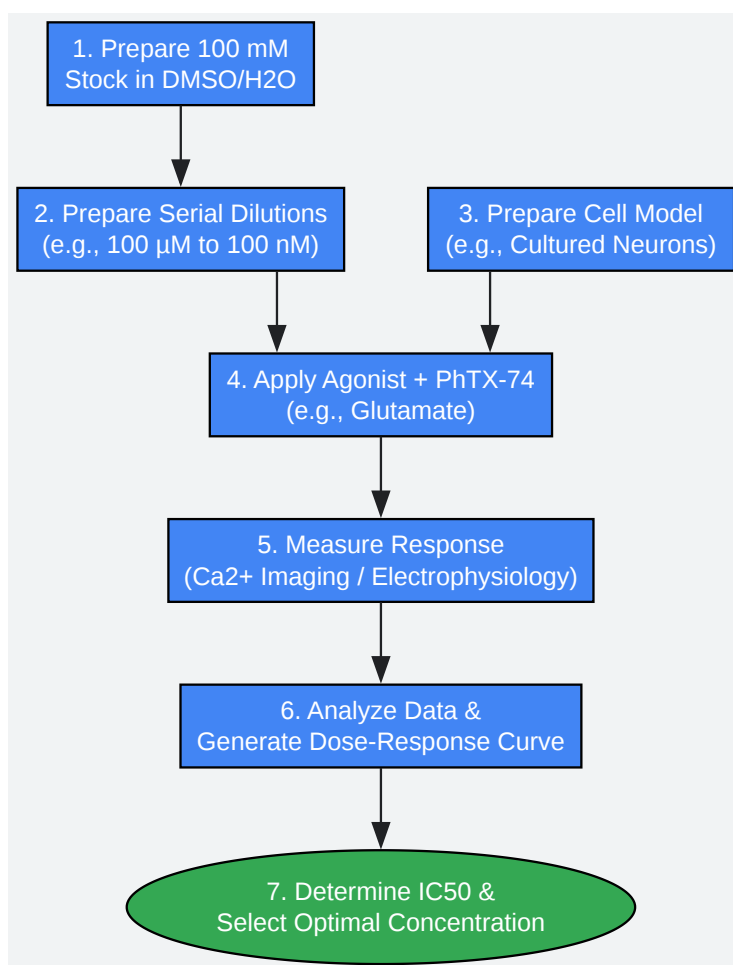 1. Prepare 100 mM
Stock in DMSO/H2O
2. Prepare Serial Dilutions
(e.g., 100 µM to 100 nM)
3. Prepare Cell Model
(e.g., Cultured Neurons)
4. Apply Agonist + PhTX-74
(e.g., Glutamate)
5. Measure Response
(Ca2+ Imaging / Electrophysiology)
6. Analyze Data &
Generate Dose-Response Curve
7. Determine IC50 &
Select Optimal Concentration